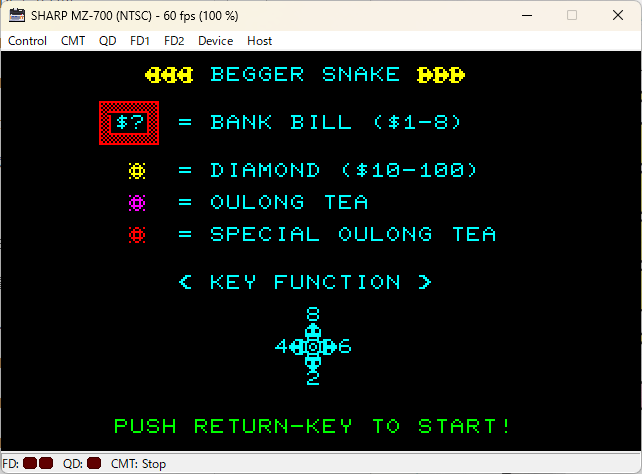 SHARP MZ-700 (NTSC) - 60 fps (100 %)
Control CMT QD FD1 FD2 Device Host
BEGGER SNAKE
$? = BANK BILL ($1-8)
= DIAMOND ($10-100)
= OULONG TEA
= SPECIAL OULONG TEA
< KEY FUNCTION >
8
4 6
2
PUSH RETURN-KEY TO START!
FD: QD: CMT: Stop